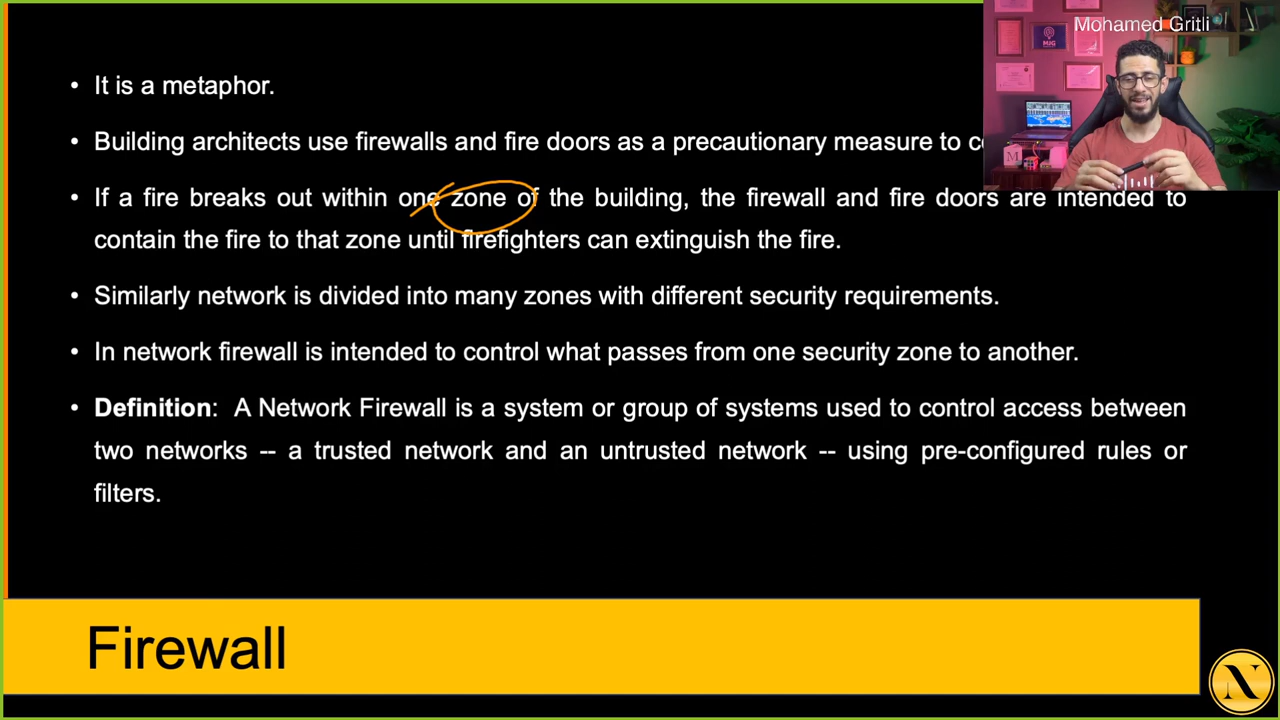 Mohamed Gritli
• It is a metaphor.
• Building architects use firewalls and fire doors as a precautionary measure to
• If a fire breaks out within one zone of the building, the firewall and fire doors are intended to
contain the fire to that zone until firefighters can extinguish the fire.
• Similarly network is divided into many zones with different security requirements.
• In network firewall is intended to control what passes from one security zone to another.
• Definition: A Network Firewall is a system or group of systems used to control access between
two networks -- a trusted network and an untrusted network -- using pre-configured rules or
filters.
Firewall
N